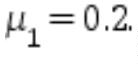 μ₁ = 0.2.